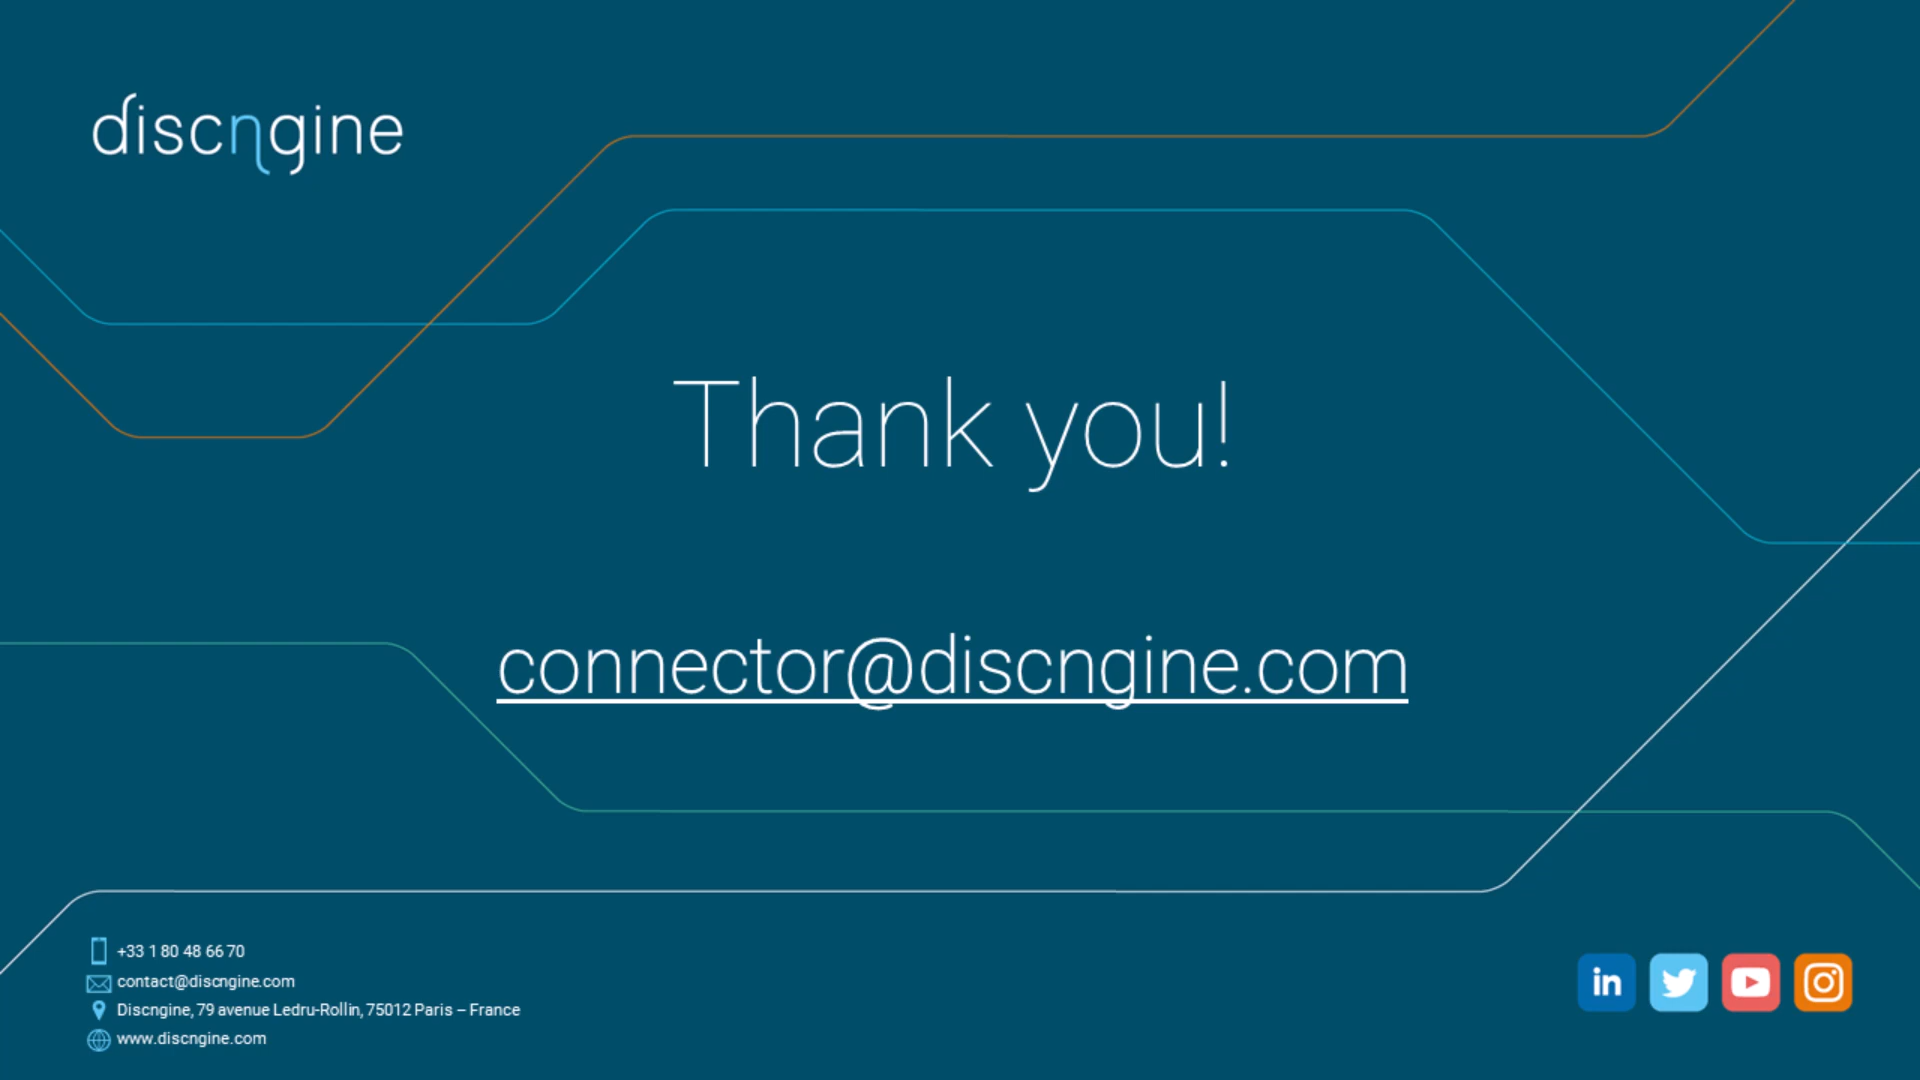 discngine
Thank you!
connector@discngine.com
+33 1 80 48 66 70
contact@discngine.com
Discngine, 79 avenue Ledru-Rollin, 75012 Paris – France
www.discngine.com
in